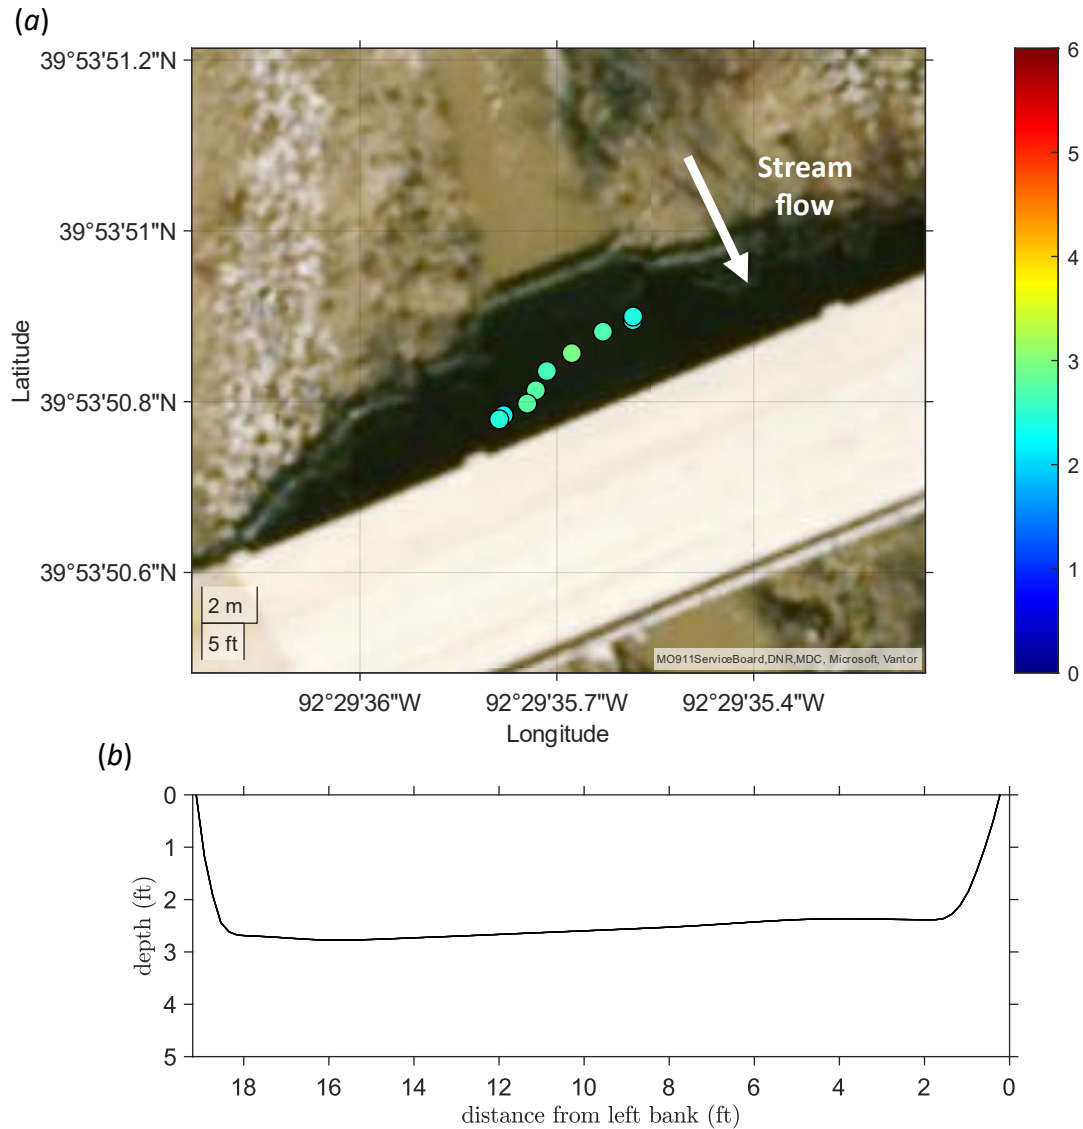 (a)
39°53'51.2"N
39°53'51"N
39°53'50.8"N
39°53'50.6"N
Latitude
Stream
flow
2 m
5 ft
MO911ServiceBoard,DNR,MDC, Microsoft, Vantor
92°29'36"W 92°29'35.7"W 92°29'35.4"W
Longitude
6
5
4
3
2
1
0
(b)
0
1
2
3
4
5
depth (ft)
18 16 14 12 10 8 6 4 2 0
distance from left bank (ft)